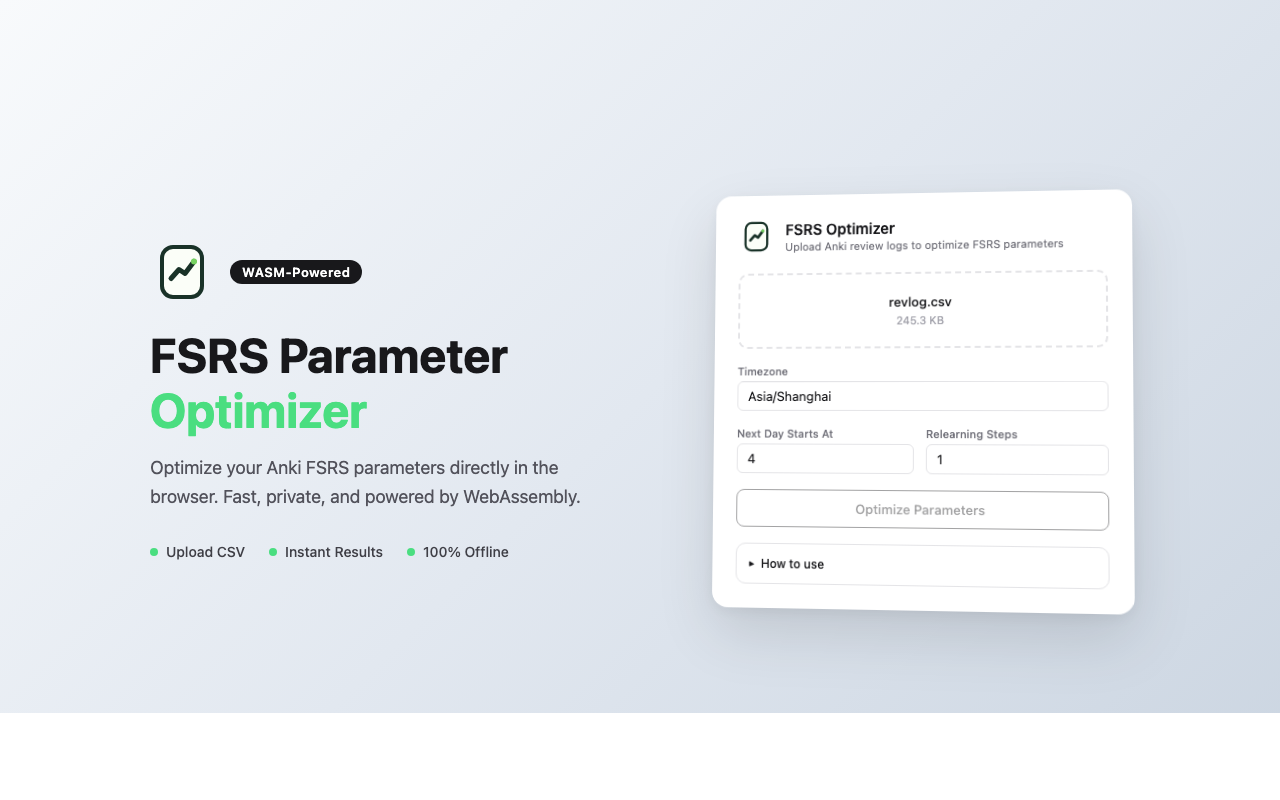 WASM-Powered
FSRS Parameter
Optimizer
Optimize your Anki FSRS parameters directly in the
browser. Fast, private, and powered by WebAssembly.
Upload CSV
Instant Results
100% Offline
FSRS Optimizer
Upload Anki review logs to optimize FSRS parameters
revlog.csv
245.3 KB
Timezone
Asia/Shanghai
Next Day Starts At
Relearning Steps
4
1
Optimize Parameters
How to use